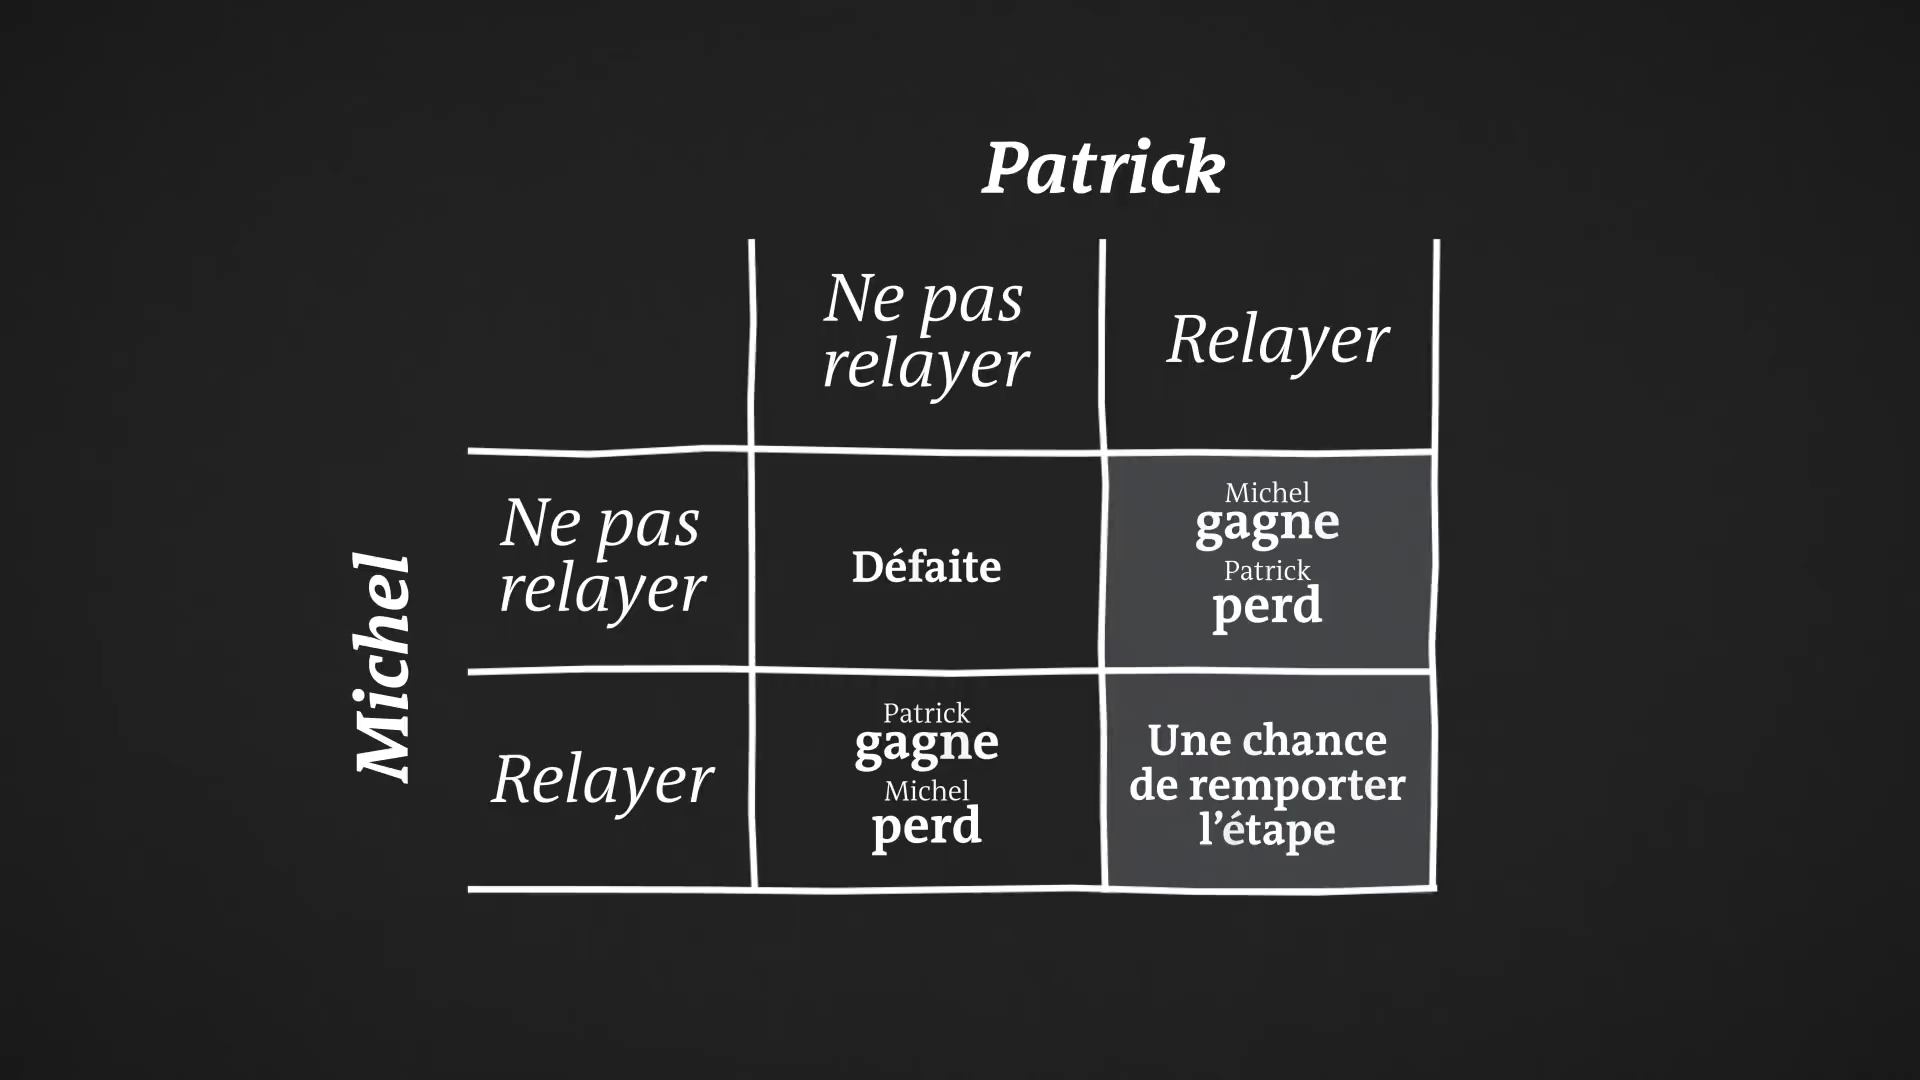 Patrick
Ne pas
relayer
Relayer
Michel
Ne pas
relayer
Défaite
Michel
gagne
Patrick
perd
Relayer
Patrick
gagne
Michel
perd
Une chance
de remporter
l’étape